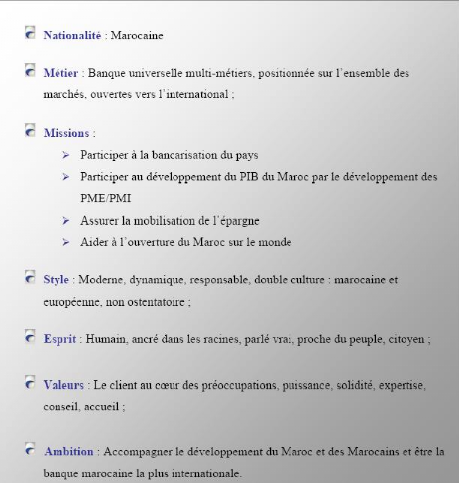 Nationalité : Marocaine
Métier : Banque universelle multi-métiers, positionnée sur l'ensemble des
marchés, ouvertes vers l'international ;
Missions :
Participer à la bancarisation du pays
Participer au développement du PIB du Maroc par le développement des
PME/PMI
Assurer la mobilisation de l'épargne
Aider à l'ouverture du Maroc sur le monde
Style : Moderne, dynamique, responsable, double culture : marocaine et
européenne, non ostentatoire ;
Esprit : Humain, ancré dans les racines, parlé vrai, proche du peuple, citoyen ;
Valeurs : Le client au cœur des préoccupations, puissance, solidité, expertise,
conseil, accueil ;
Ambition : Accompagner le développement du Maroc et des Marocains et être la
banque marocaine la plus internationale.